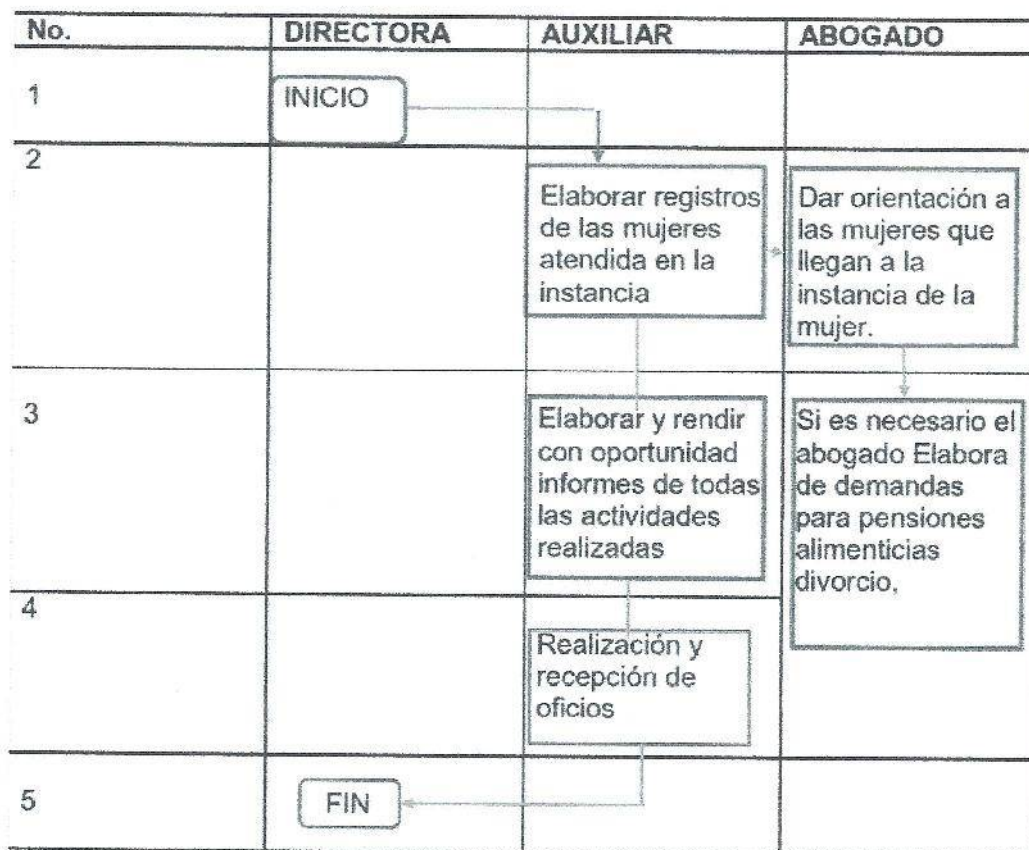 No. DIRECTORA AUXILIAR ABOGADO
1
INICIO
2
Elaborar registros
de las mujeres
atendida en la
instancia
Dar orientación a
las mujeres que
llegan a la
instancia de la
mujer.
3
Elaborar y rendir
con oportunidad
informes de todas
las actividades
realizadas
Si es necesario el
abogado Elabora
de demandas
para pensiones
alimenticias
divorcio,
4
Realización y
recepción de
oficios
5
FIN